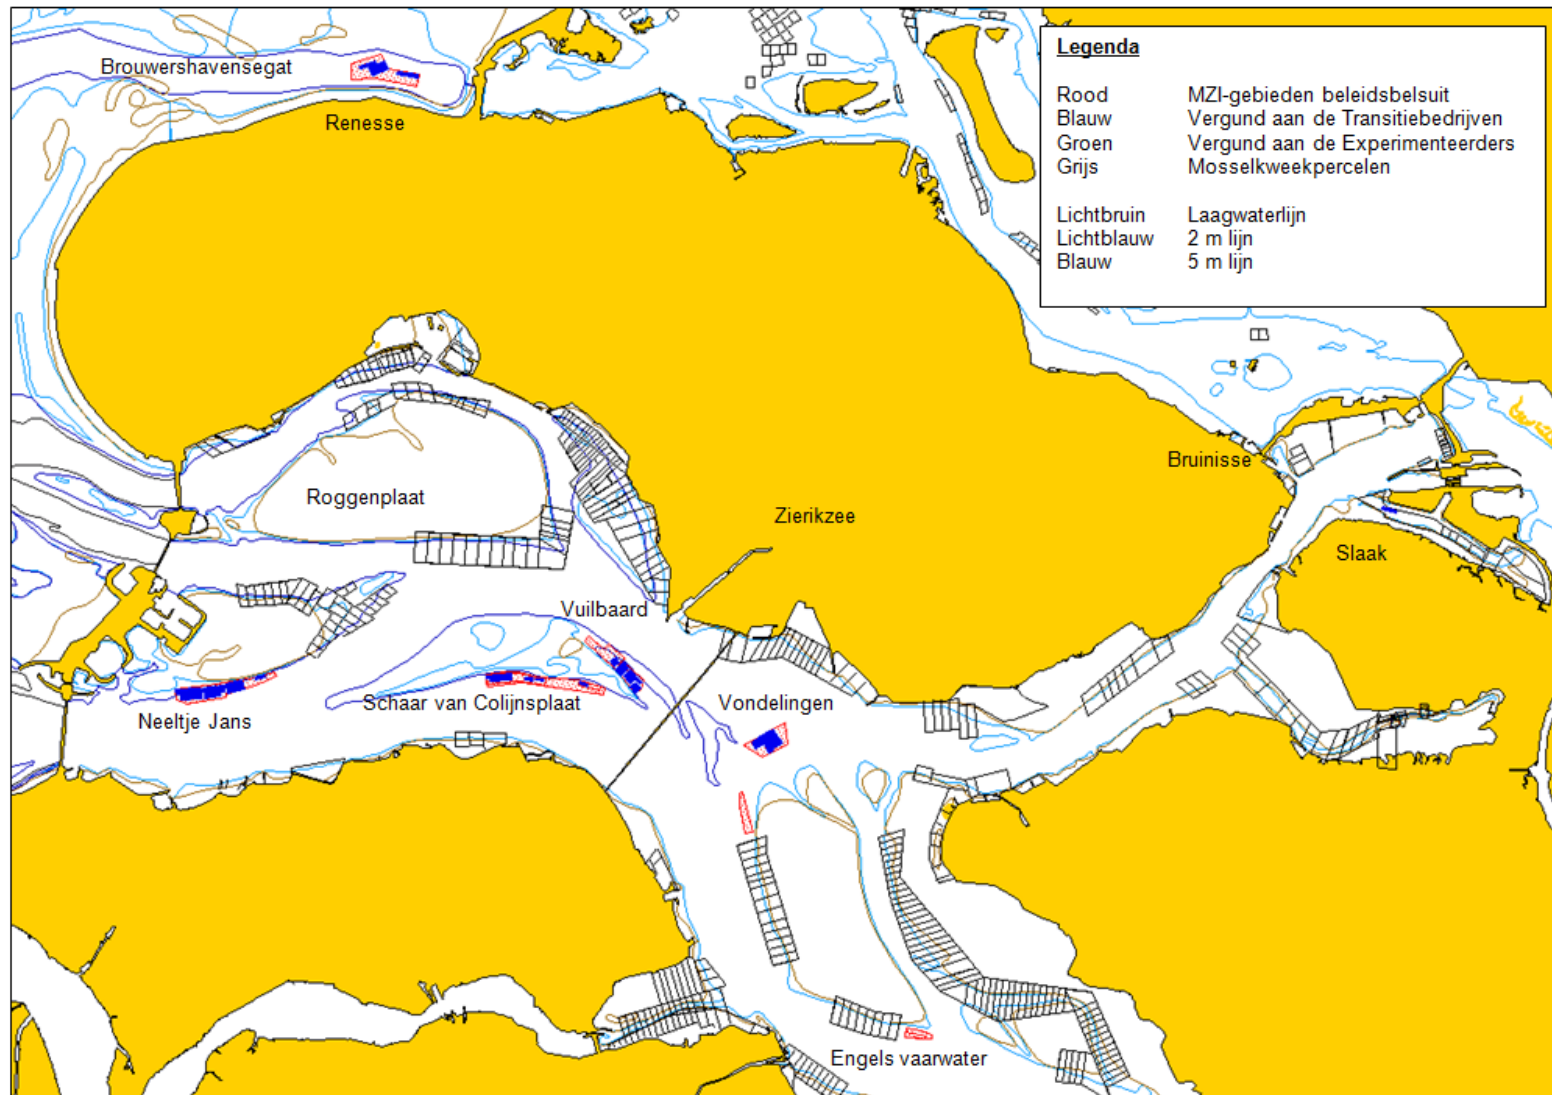 Brouwershavensegat
Renesse
Legenda
Rood MZI-gebieden beleidsbelsuit
Blauw Vergund aan de Transitiebedrijven
Groen Vergund aan de Experimenteerders
Grijs Mosselkweekpercelen
Lichtbruin Laagwaterlijn
Lichtblauw 2 m lijn
Blauw 5 m lijn
Bruinisse
Roggenplaat
Zierikzee
Slaak
Vuilbaard
Schaar van Colijnsplaat
Vondelingen
Neeltje Jans
Engels vaarwater